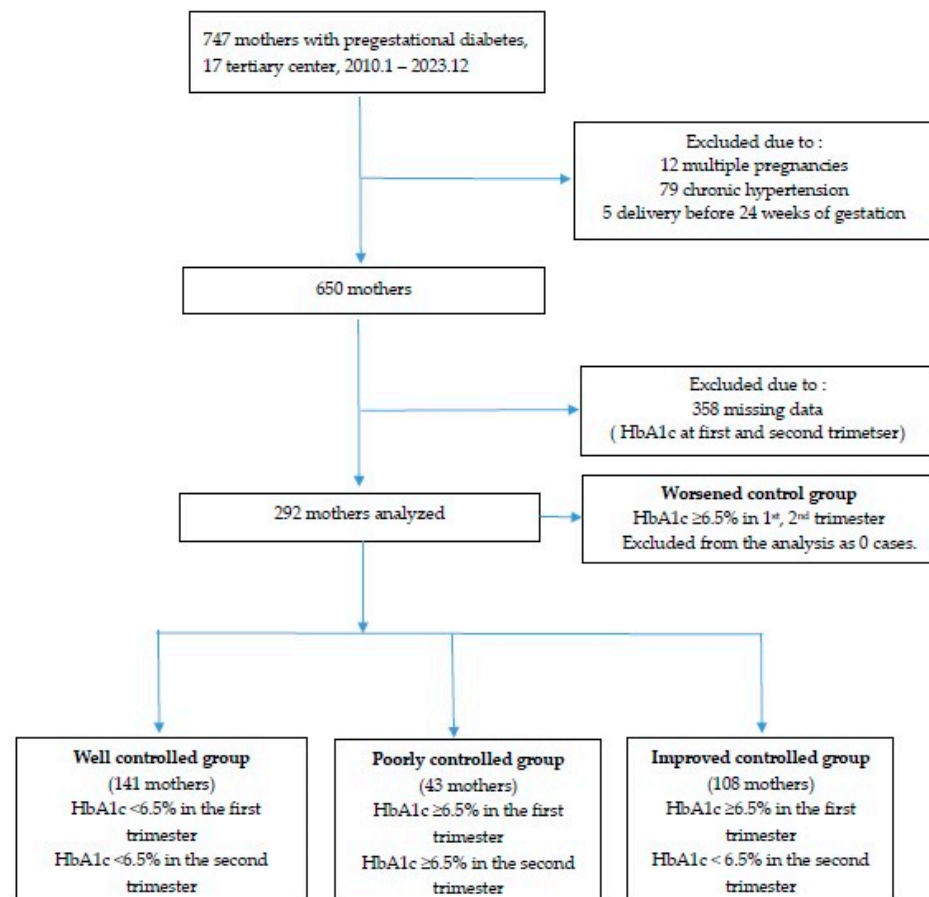 747 mothers with pregestational diabetes,
17 tertiary center, 2010.1 – 2023.12
Excluded due to :
12 multiple pregnancies
79 chronic hypertension
5 delivery before 24 weeks of gestation
650 mothers
Excluded due to :
358 missing data
( HbA1c at first and second trimetser)
292 mothers analyzed
Worsened control group
HbA1c ≥6.5% in 1st, 2nd trimester
Excluded from the analysis as 0 cases.
Well controlled group
(141 mothers)
HbA1c <6.5% in the first
trimester
HbA1c <6.5% in the second
trimester
Poorly controlled group
(43 mothers)
HbA1c ≥6.5% in the first
trimester
HbA1c ≥6.5% in the second
trimester
Improved controlled group
(108 mothers)
HbA1c ≥6.5% in the first
trimester
HbA1c < 6.5% in the second
trimester